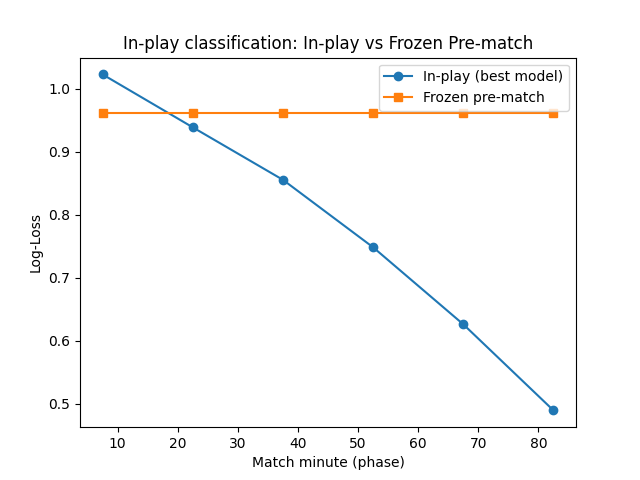 In-play classification: In-play vs Frozen Pre-match
In-play (best model)
Frozen pre-match
Log-Loss
1.0
0.9
0.8
0.7
0.6
0.5
10 20 30 40 50 60 70 80
Match minute (phase)